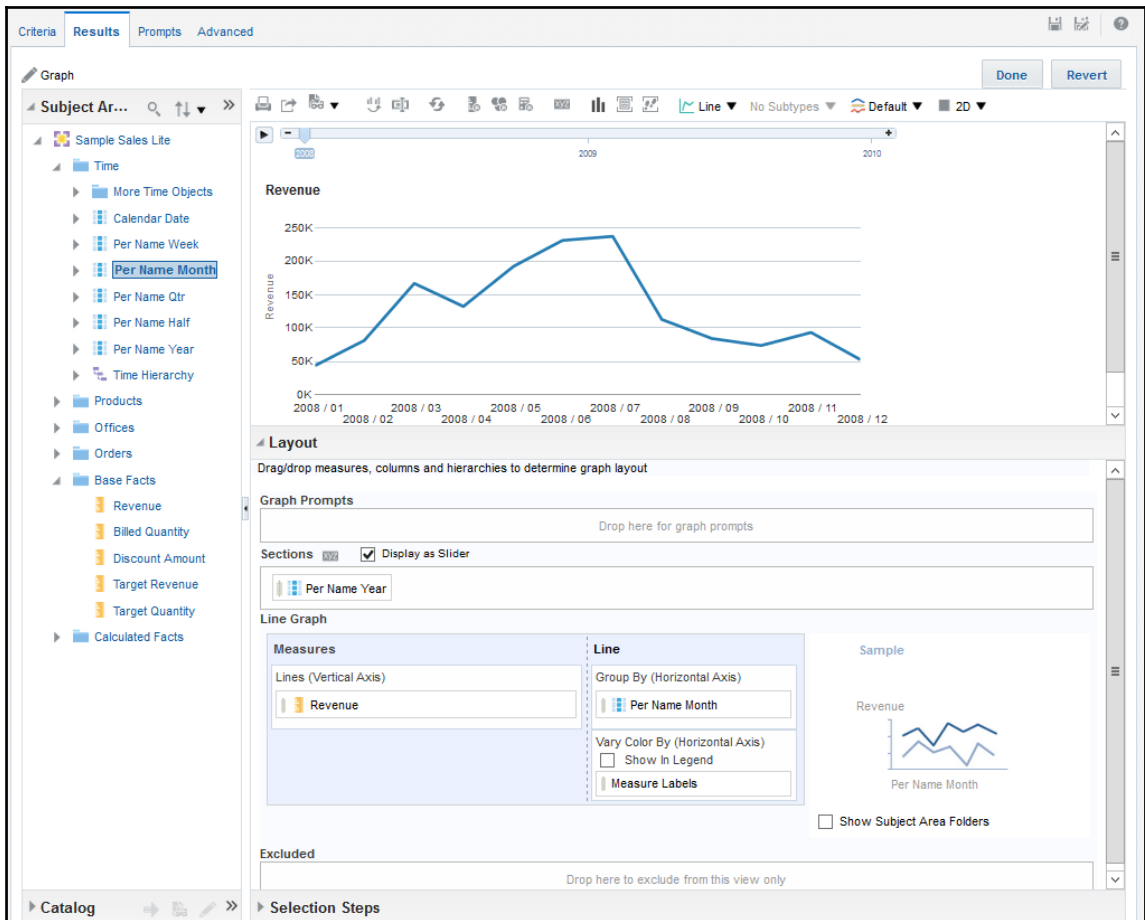 Criteria Results Prompts Advanced
Graph
Done Revert
Subject Ar...
Line No Subtypes Default 2D
Sample Sales Lite
Time
More Time Objects
Calendar Date
Per Name Week
Per Name Month
Per Name Qtr
Per Name Half
Per Name Year
Time Hierarchy
Products
Offices
Orders
Base Facts
Revenue
Billed Quantity
Discount Amount
Target Revenue
Target Quantity
Calculated Facts
Catalog
2008 2009 2010
Revenue
Revenue
250K
200K
150K
100K
50K
0K
2008 / 01 2008 / 03 2008 / 05 2008 / 07 2008 / 09 2008 / 11
2008 / 02 2008 / 04 2008 / 06 2008 / 08 2008 / 10 2008 / 12
Layout
Drag/drop measures, columns and hierarchies to determine graph layout
Graph Prompts
Drop here for graph prompts
Sections XYZ Display as Slider
Per Name Year
Line Graph
Measures
Lines (Vertical Axis)
Revenue
Line
Group By (Horizontal Axis)
Per Name Month
Vary Color By (Horizontal Axis)
Show In Legend
Measure Labels
Sample
Revenue
Per Name Month
Show Subject Area Folders
Excluded
Drop here to exclude from this view only
Selection Steps